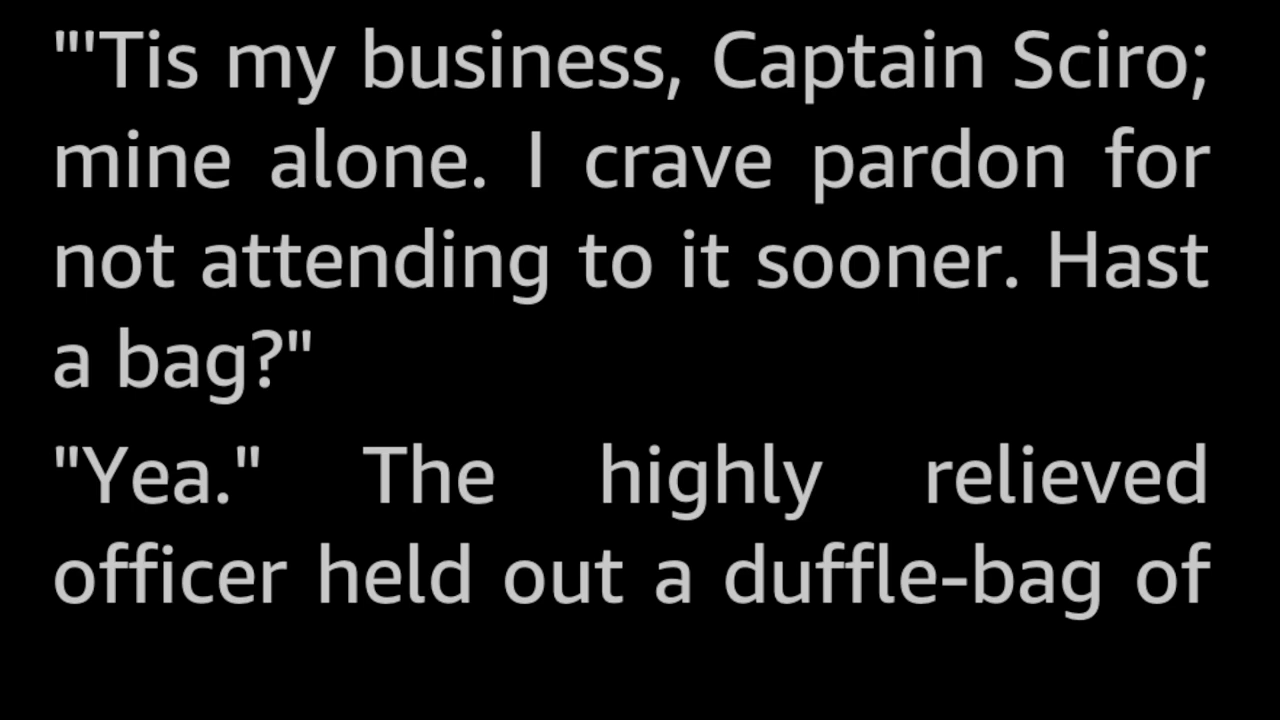 "'Tis my business, Captain Sciro;
mine alone. I crave pardon for
not attending to it sooner. Hast
a bag?"
"Yea." The highly relieved
officer held out a duffle-bag of